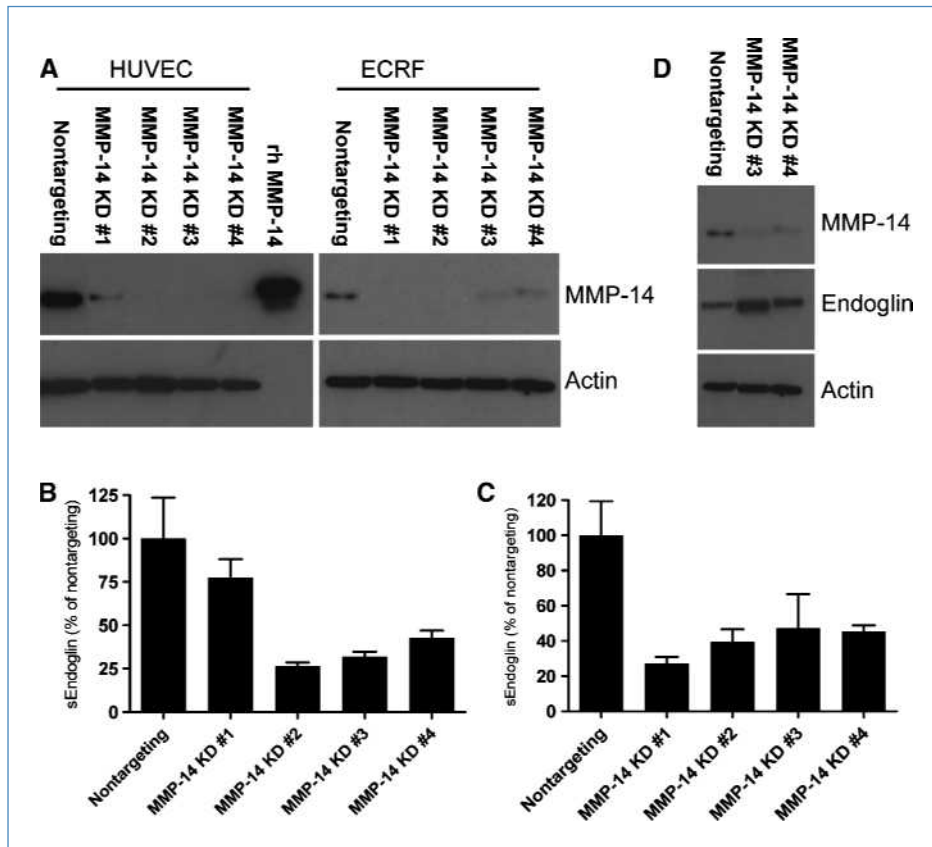 A
HUVEC
ECRF
Nontargeting
MMP-14 KD #1
MMP-14 KD #2
MMP-14 KD #3
MMP-14 KD #4
rh MMP-14
Nontargeting
MMP-14 KD #1
MMP-14 KD #2
MMP-14 KD #3
MMP-14 KD #4
MMP-14
Actin
D
Nontargeting
MMP-14 KD #3
MMP-14 KD #4
MMP-14
Endoglin
Actin
B
sEndoglin (% of nontargeting)
125
100
75
50
25
0
Nontargeting
MMP-14 KD #1
MMP-14 KD #2
MMP-14 KD #3
MMP-14 KD #4
C
sEndoglin (% of nontargeting)
120
100
80
60
40
20
0
Nontargeting
MMP-14 KD #1
MMP-14 KD #2
MMP-14 KD #3
MMP-14 KD #4